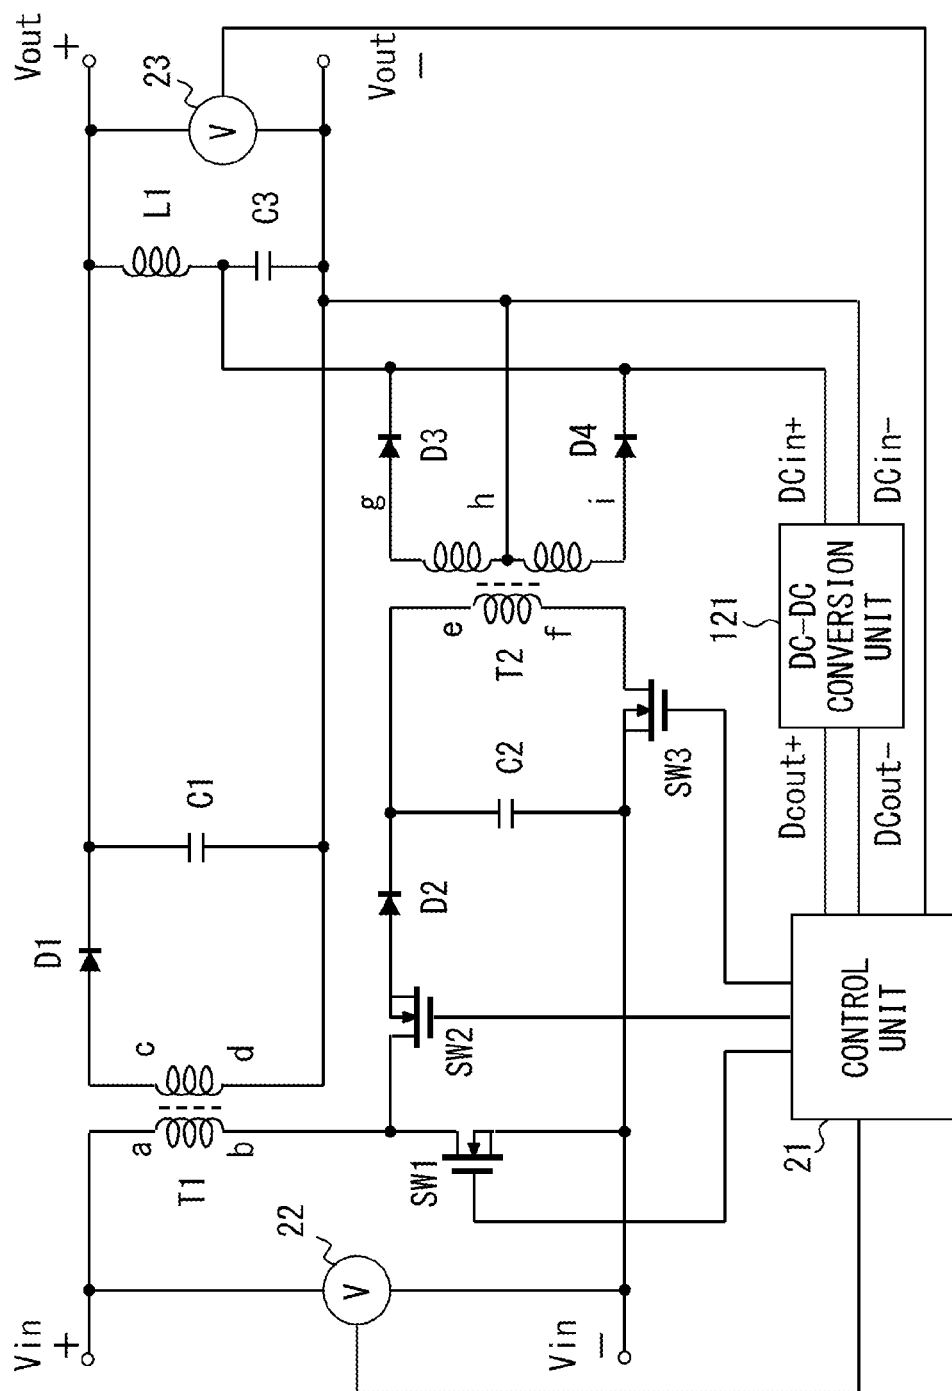 Vin
+
Vin
−
22
V
T1
a
b
c
d
D1
C1
SW1
SW2
D2
C2
SW3
T2
e
f
g
h
i
D3
D4
L1
C3
23
V
Vout
+
Vout
−
21
CONTROL
UNIT
Dcout+
DCout-
121
DC-DC
CONVERSION
UNIT
DCin+
DCin-